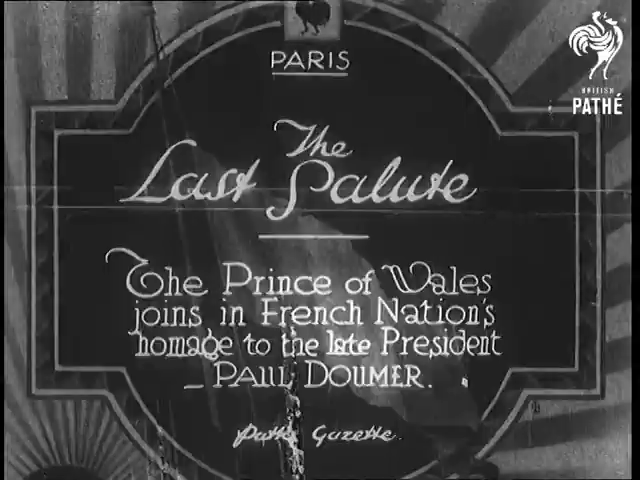 PARIS
BRITISH
PATHÉ
The
Last Salute
The Prince of Wales
joins in French Nation's
homage to the late President
– PAUL DOUMER.
Pathe Gazette.